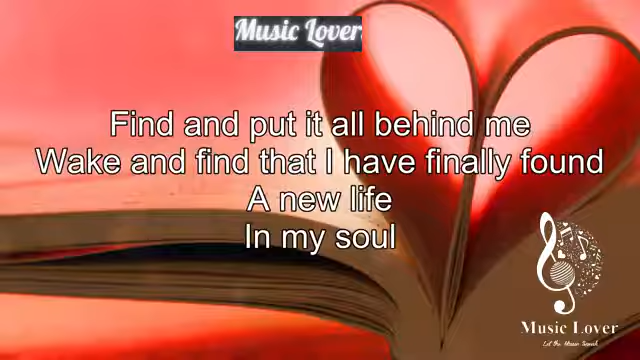 Music Lover
Find and put it all behind me
Wake and find that I have finally found
A new life
In my soul
Music Lover